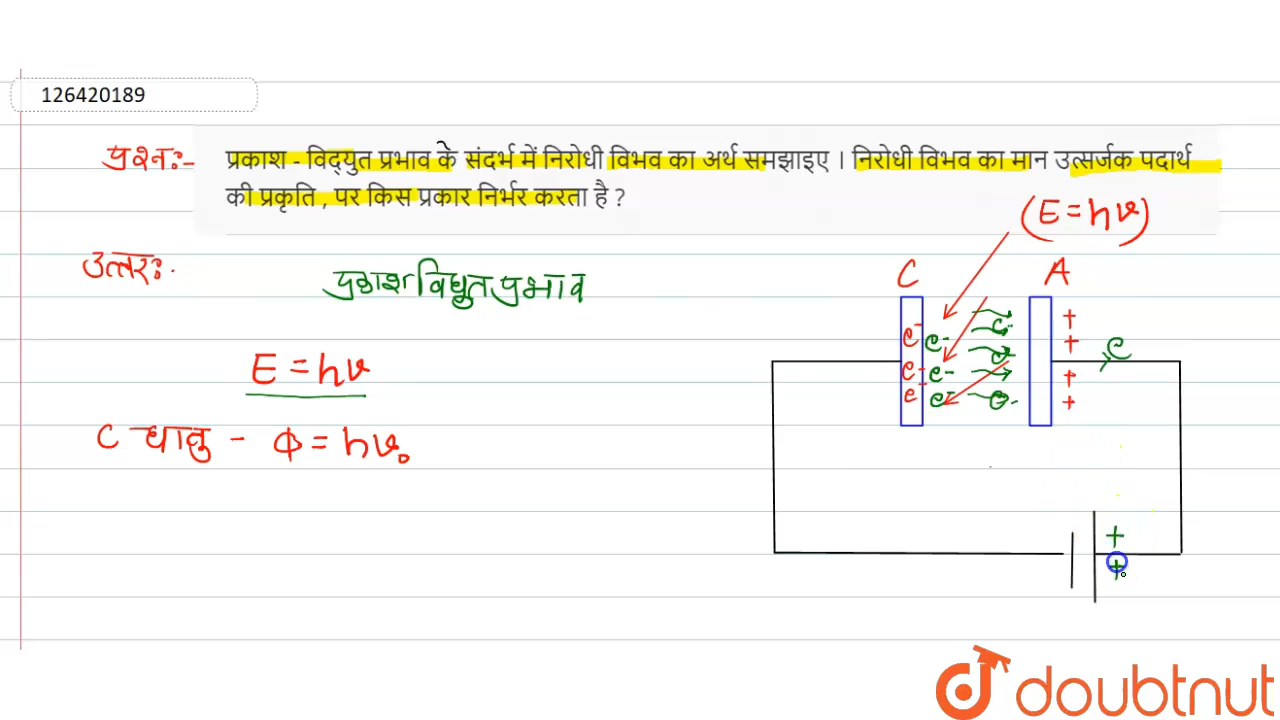 126420189
प्रश्नः-
प्रकाश - विद्युत प्रभाव के संदर्भ में निरोधी विभव का अर्थ समझाइए । निरोधी विभव का मान उत्सर्जक पदार्थ
की प्रकृति , पर किस प्रकार निर्भर करता है ?
(E = hν)
उत्तरः-
प्रकाश विद्युत प्रभाव
C A
e⁻ e⁻ e⁻ +
e⁻ +
e⁻ e⁻ + e
e⁻ e⁻ e⁻ +
E = hν
C धातु - Φ = hν₀
+
+
doubtnut